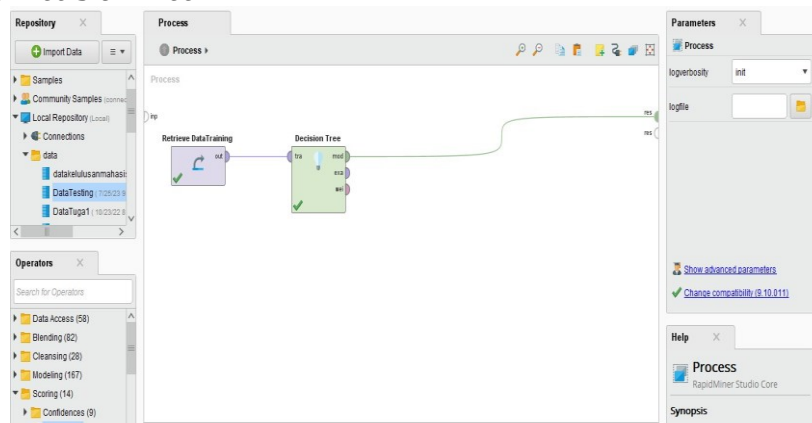 Repository
Import Data
Samples
Community Samples (connec
Local Repository (Local)
Connections
data
datakelulusanmahasis
DataTesting
DataTuga1
Operators
Search for Operators
Data Access (58)
Blending (82)
Cleansing (28)
Modeling (167)
Scoring (14)
Confidences (9)
Process
Process
Process
inp
Retrieve DataTraining
out
Decision Tree
tra
mod
exa
wei
res
res
Parameters
Process
logverbosity
init
logfile
Show advanced parameters
Change compatibility (9.10.011)
Help
Process
RapidMiner Studio Core
Synopsis